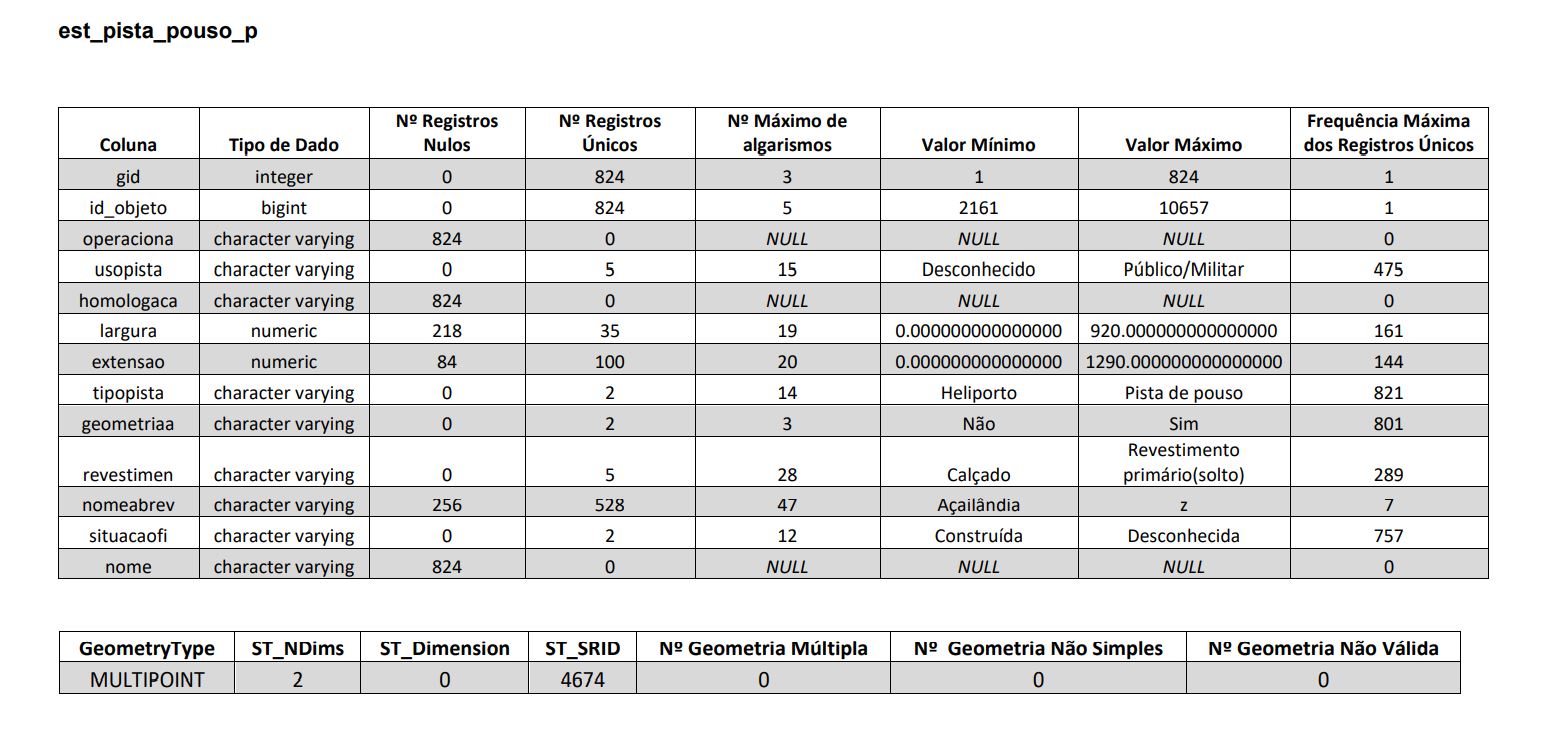 est_pista_pouso_p
Coluna Tipo de Dado Nº Registros Nulos Nº Registros Únicos Nº Máximo de algarismos Valor Mínimo Valor Máximo Frequência Máxima dos Registros Únicos
gid integer 0 824 3 1 824 1
id_objeto bigint 0 824 5 2161 10657 1
operaciona character varying 824 0 NULL NULL NULL 0
usopista character varying 0 5 15 Desconhecido Público/Militar 475
homologaca character varying 824 0 NULL NULL NULL 0
largura numeric 218 35 19 0.000000000000000 920.000000000000000 161
extensao numeric 84 100 20 0.000000000000000 1290.000000000000000 144
tipopista character varying 0 2 14 Heliporto Pista de pouso 821
geometriaa character varying 0 2 3 Não Sim 801
revestimen character varying 0 5 28 Calçado Revestimento primário(solto) 289
nomeabrev character varying 256 528 47 Açailândia z 7
situacaofi character varying 0 2 12 Construída Desconhecida 757
nome character varying 824 0 NULL NULL NULL 0
GeometryType ST_NDims ST_Dimension ST_SRID Nº Geometria Múltipla Nº Geometria Não Simples Nº Geometria Não Válida
MULTIPOINT 2 0 4674 0 0 0